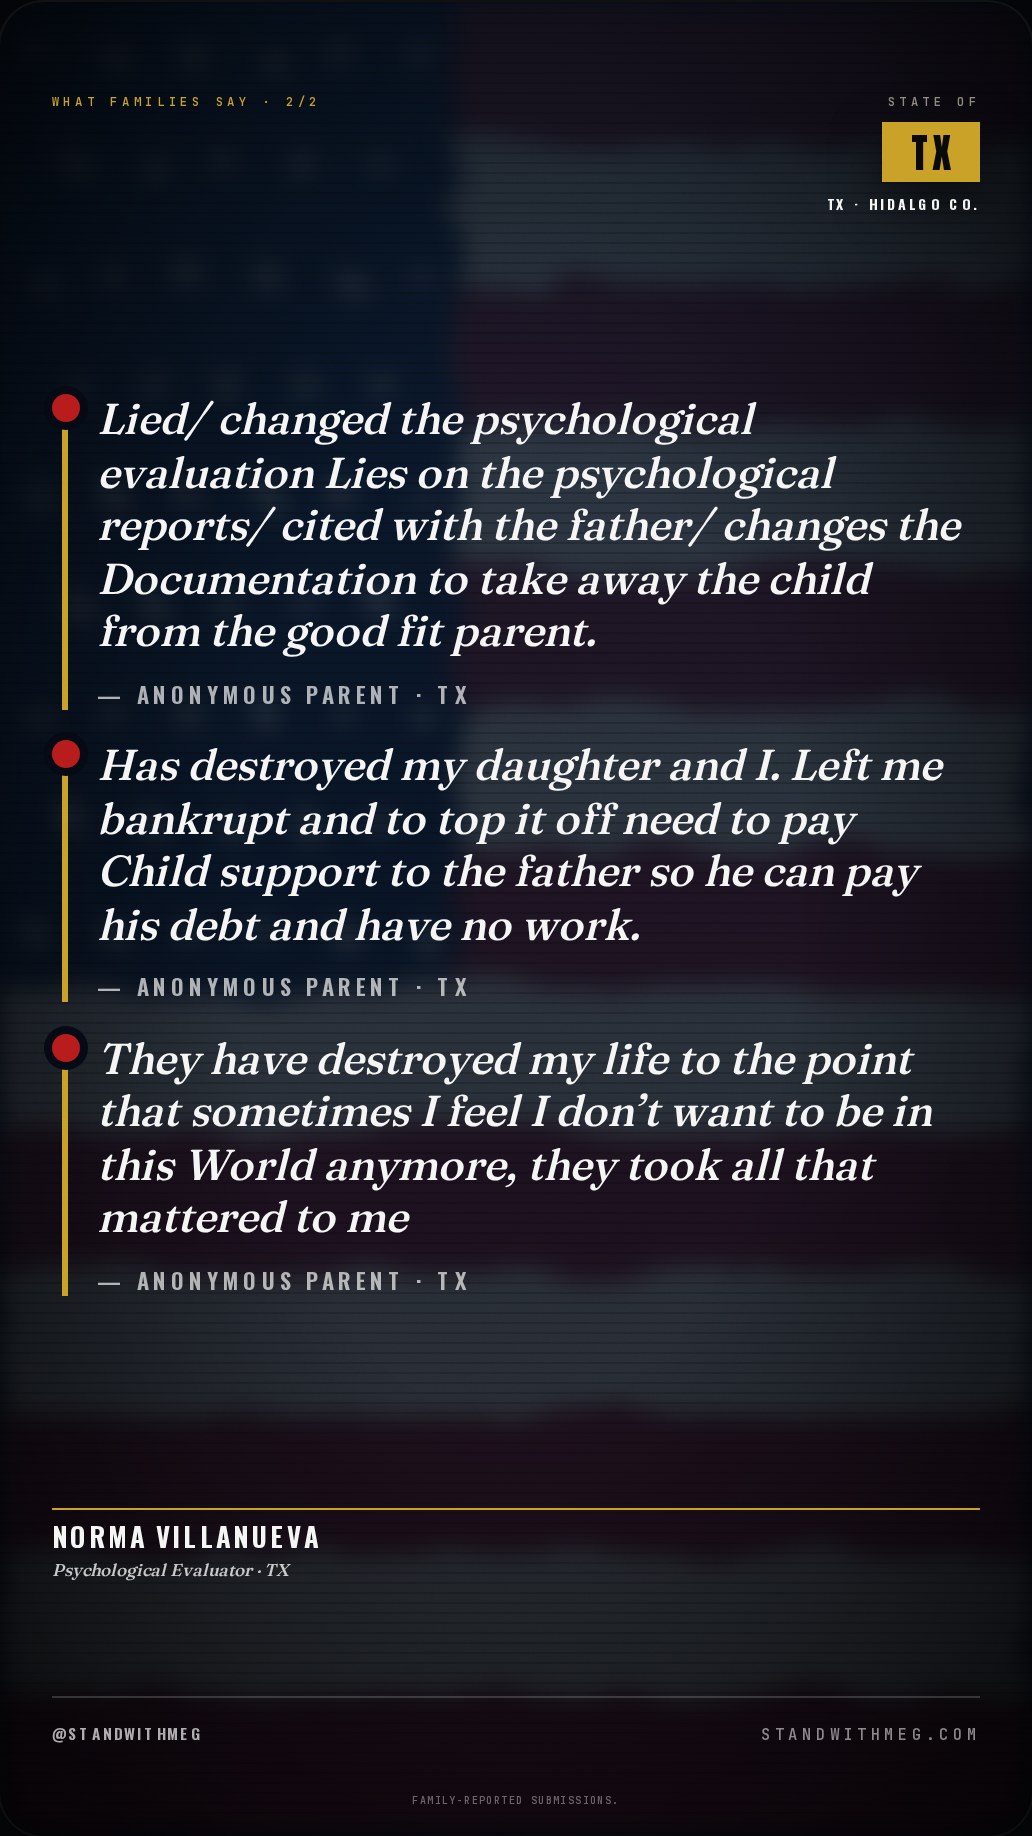 WHAT FAMILIES SAY · 2/2
STATE OF
TX
TX · HIDALGO CO.
Lied/ changed the psychological
evaluation Lies on the psychological
reports/ cited with the father/ changes the
Documentation to take away the child
from the good fit parent.
— ANONYMOUS PARENT · TX
Has destroyed my daughter and I. Left me
bankrupt and to top it off need to pay
Child support to the father so he can pay
his debt and have no work.
— ANONYMOUS PARENT · TX
They have destroyed my life to the point
that sometimes I feel I don’t want to be in
this World anymore, they took all that
mattered to me
— ANONYMOUS PARENT · TX
NORMA VILLANUEVA
Psychological Evaluator · TX
@STANDWITHMEG
STANDWITHMEG.COM
FAMILY-REPORTED SUBMISSIONS.